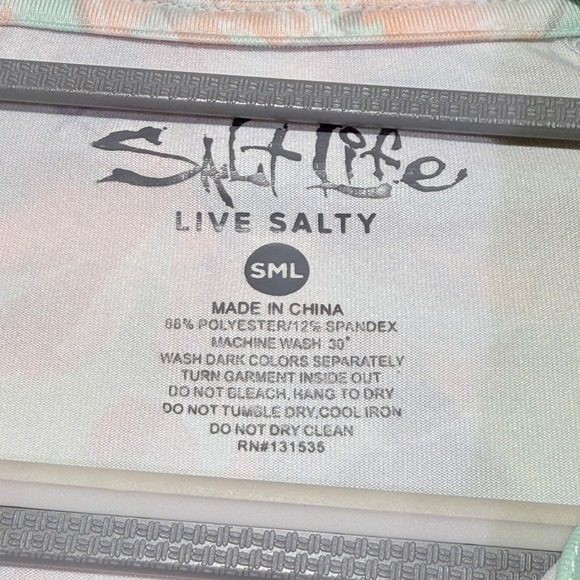 Salt Life
LIVE SALTY
SML
MADE IN CHINA
88% POLYESTER/12% SPANDEX
MACHINE WASH 30°
WASH DARK COLORS SEPARATELY
TURN GARMENT INSIDE OUT
DO NOT BLEACH, HANG TO DRY
DO NOT TUMBLE DRY,COOL IRON
DO NOT DRY CLEAN
RN#131535